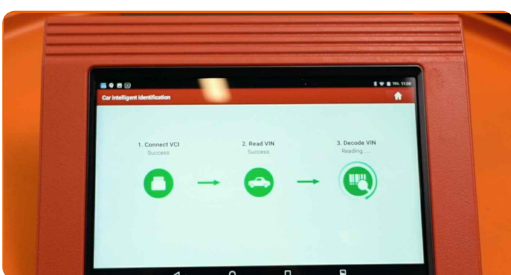 Car intelligent Identification
1. Connect VCI
Success
2. Read VIN
Success
3. Decode VIN
Reading.....